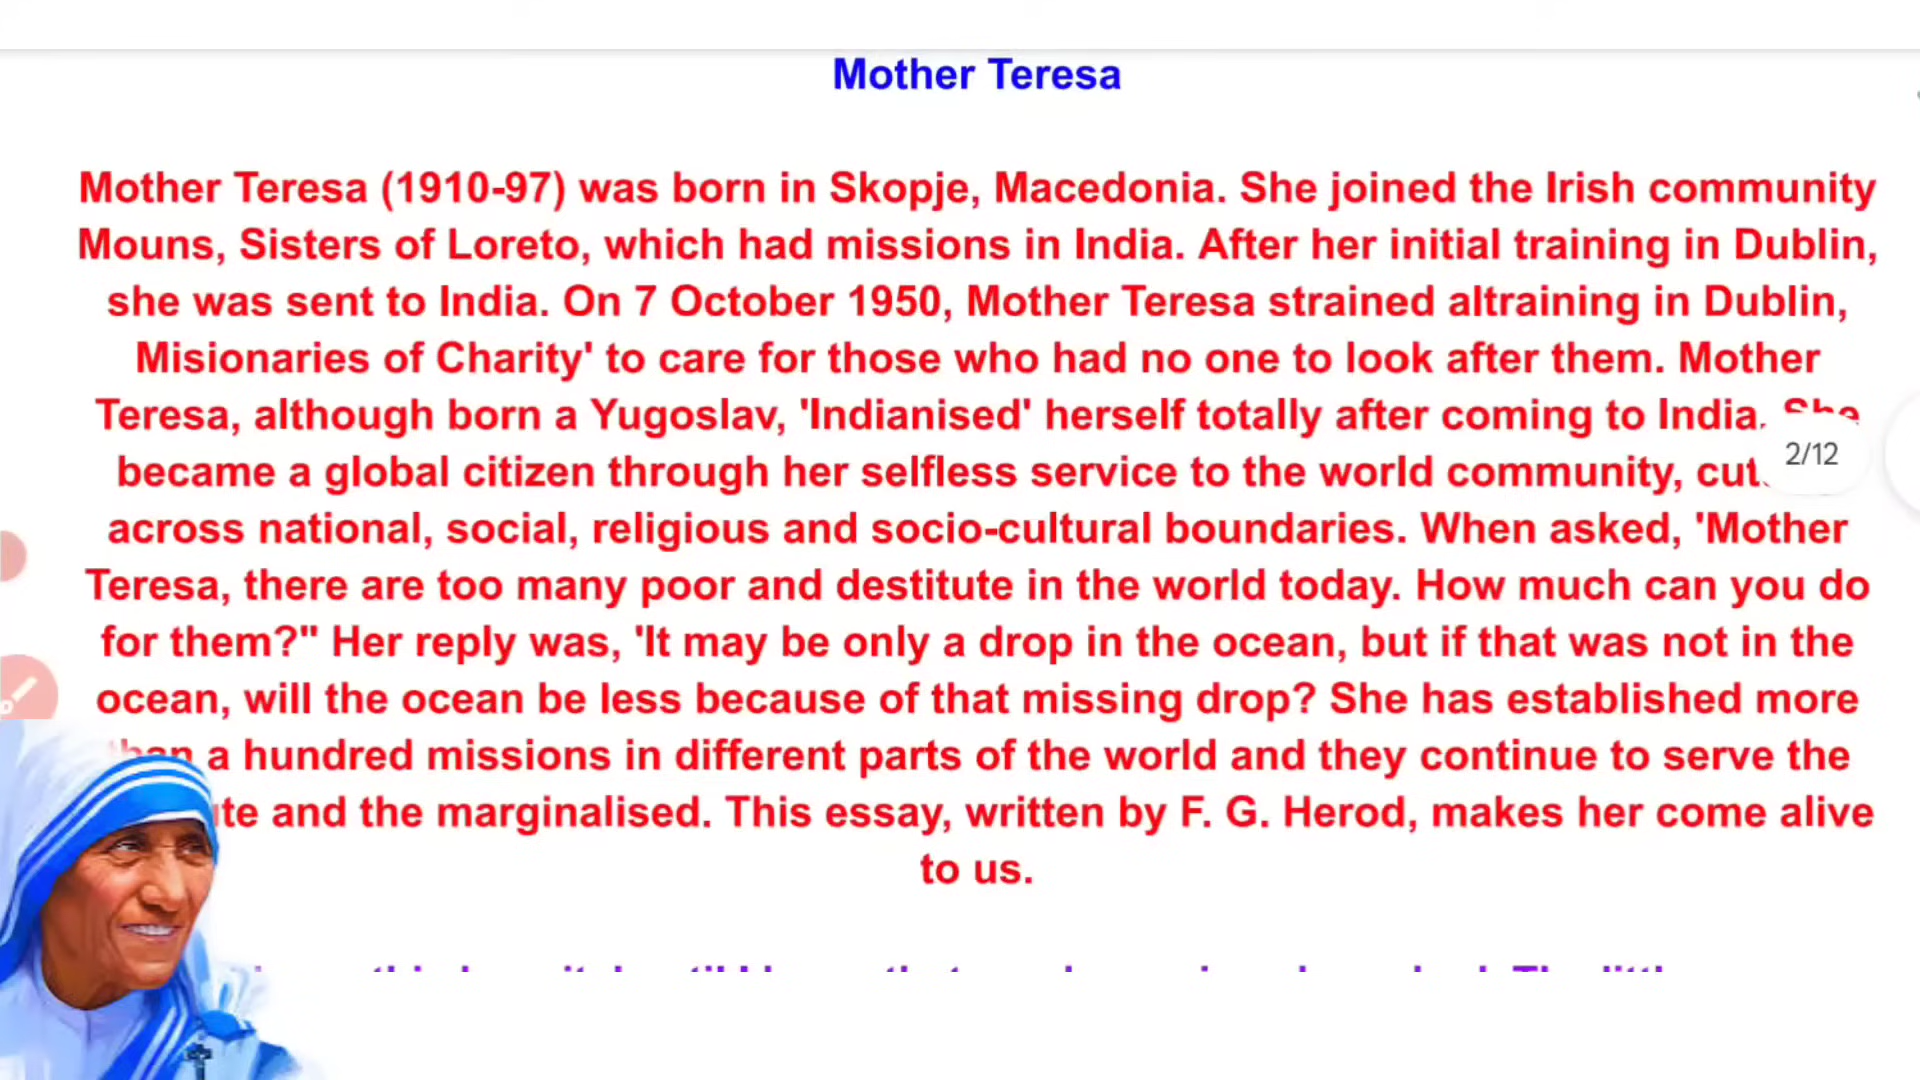 Mother Teresa
Mother Teresa (1910-97) was born in Skopje, Macedonia. She joined the Irish community
Mouns, Sisters of Loreto, which had missions in India. After her initial training in Dublin,
she was sent to India. On 7 October 1950, Mother Teresa strained altraining in Dublin,
Misionaries of Charity' to care for those who had no one to look after them. Mother
Teresa, although born a Yugoslav, 'Indianised' herself totally after coming to India. She
2/12
became a global citizen through her selfless service to the world community,
across national, social, religious and socio-cultural boundaries. When asked, 'Mother
Teresa, there are too many poor and destitute in the world today. How much can you do
for them?" Her reply was, 'It may be only a drop in the ocean, but if that was not in the
ocean, will the ocean be less because of that missing drop? She has established more
than a hundred missions in different parts of the world and they continue to serve the
and the marginalised. This essay, written by F. G. Herod, makes her come alive
to us.